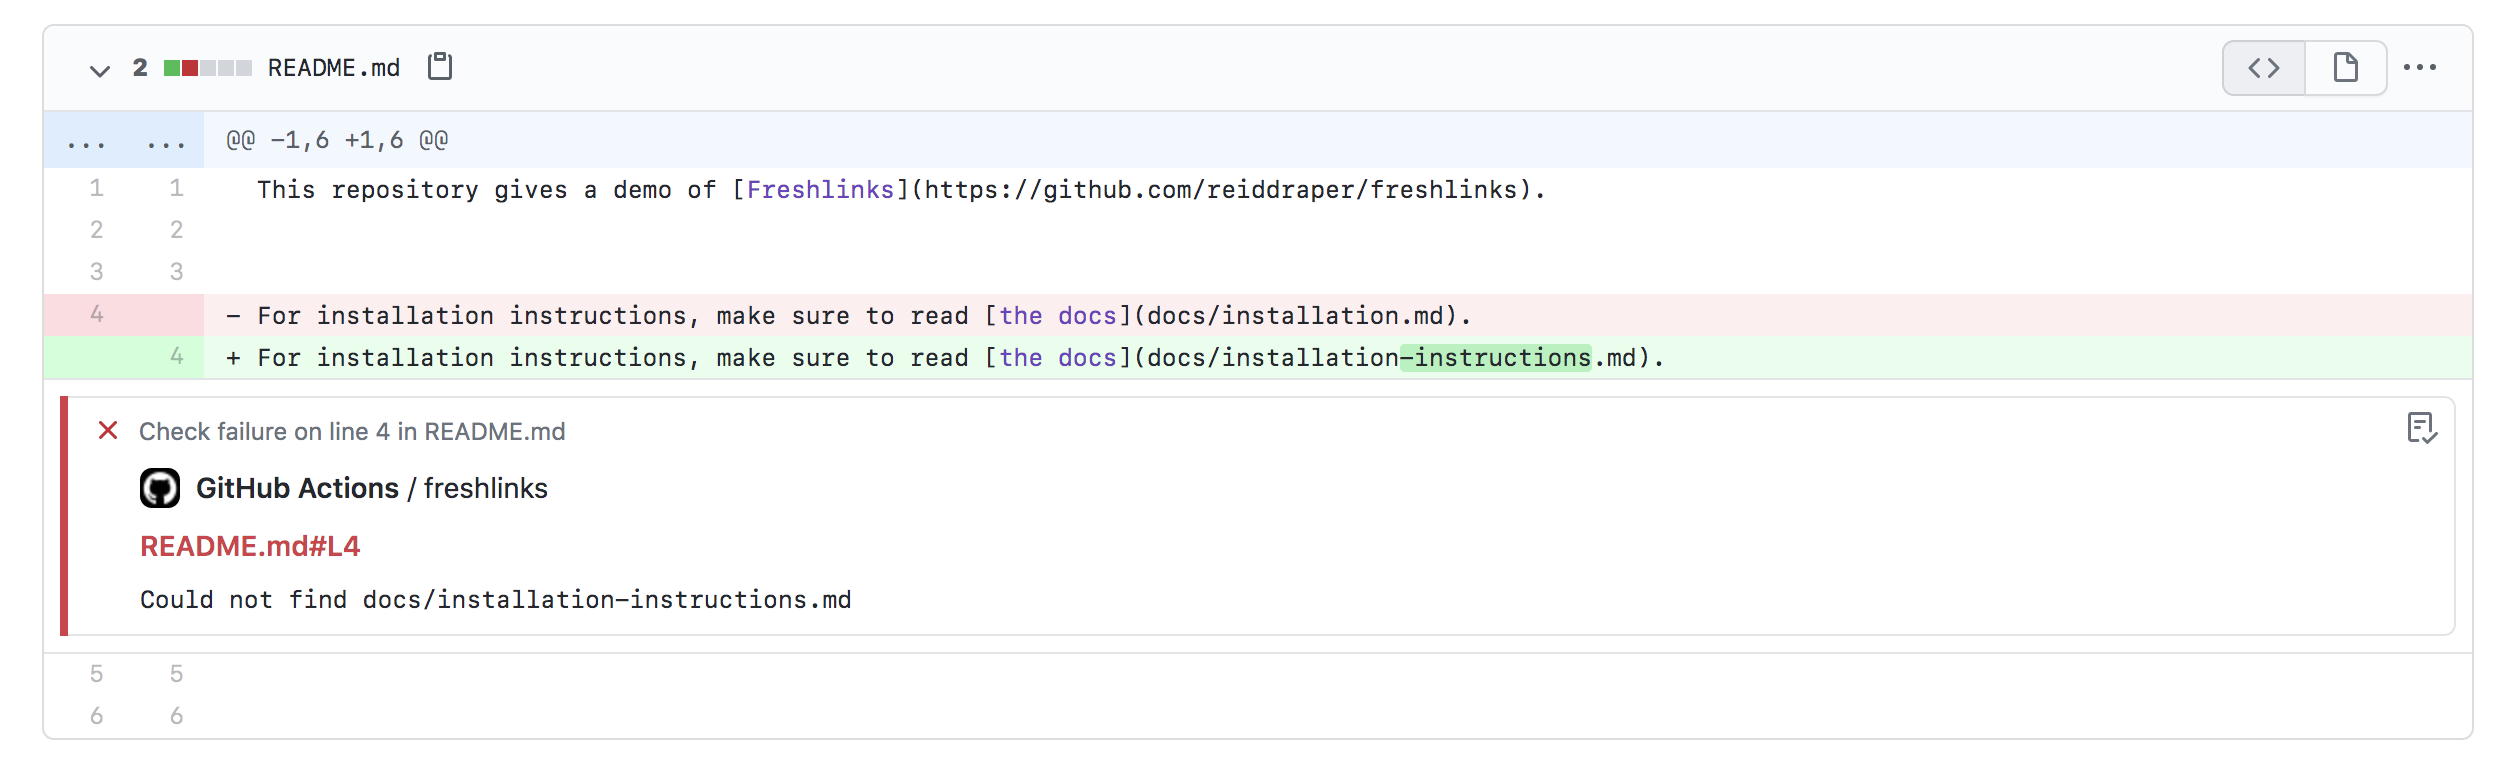 2 README.md
... ... @@ -1,6 +1,6 @@
1 1 This repository gives a demo of [Freshlinks](https://github.com/reiddraper/freshlinks).
2 2
3 3
4 - For installation instructions, make sure to read [the docs](docs/installation.md).
4 + For installation instructions, make sure to read [the docs](docs/installation-instructions.md).
Check failure on line 4 in README.md
GitHub Actions / freshlinks
README.md#L4
Could not find docs/installation-instructions.md
5 5
6 6